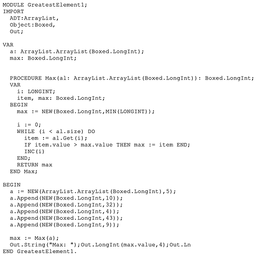 MODULE GreatestElement1;
IMPORT
  ADT:ArrayList,
  Object:Boxed,
  Out;

VAR
  a: ArrayList.ArrayList(Boxed.LongInt);
  max: Boxed.LongInt;

  PROCEDURE Max(al: ArrayList.ArrayList(Boxed.LongInt)): Boxed.LongInt;
  VAR
    i: LONGINT;
    item, max: Boxed.LongInt;
  BEGIN
    max := NEW(Boxed.LongInt,MIN(LONGINT));

    i := 0;
    WHILE (i < al.size) DO
      item := al.Get(i);
      IF item.value > max.value THEN max := item END;
      INC(i)
    END;
    RETURN max
  END Max;

BEGIN
  a := NEW(ArrayList.ArrayList(Boxed.LongInt),5);
  a.Append(NEW(Boxed.LongInt,10));
  a.Append(NEW(Boxed.LongInt,32));
  a.Append(NEW(Boxed.LongInt,4));
  a.Append(NEW(Boxed.LongInt,43));
  a.Append(NEW(Boxed.LongInt,9));

  max := Max(a);
  Out.String("Max: ");Out.LongInt(max.value,4);Out.Ln
END GreatestElement1.